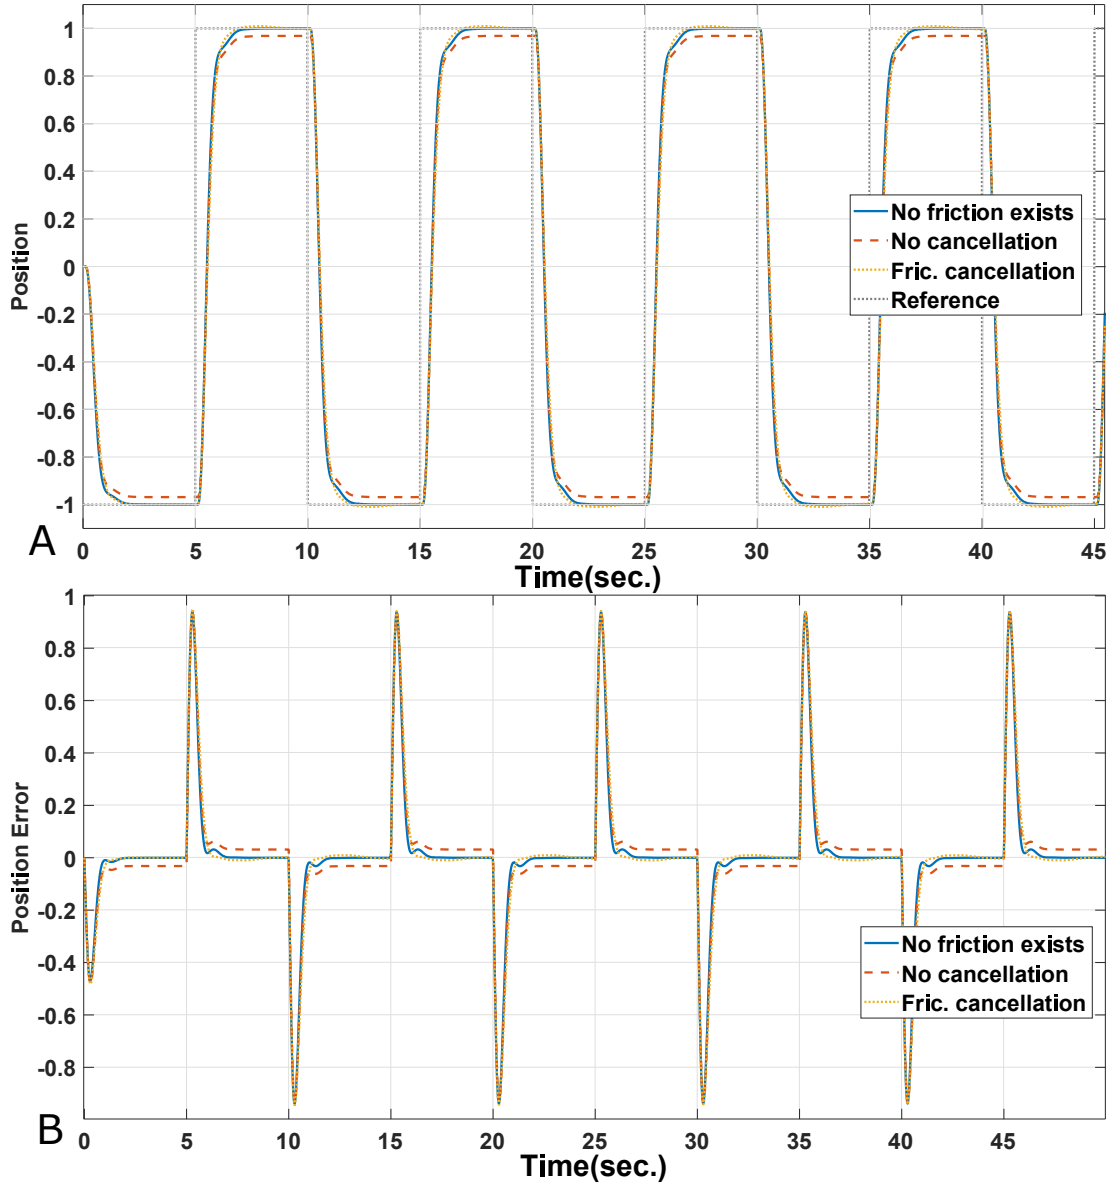 1
0.8
0.6
0.4
0.2
0
-0.2
-0.4
-0.6
-0.8
-1
Position
No friction exists
No cancellation
Fric. cancellation
Reference
A
0 5 10 15 20 25 30 35 40 45
Time(sec.)
1
0.8
0.6
0.4
0.2
0
-0.2
-0.4
-0.6
-0.8
Position Error
No friction exists
No cancellation
Fric. cancellation
B
0 5 10 15 20 25 30 35 40 45
Time(sec.)